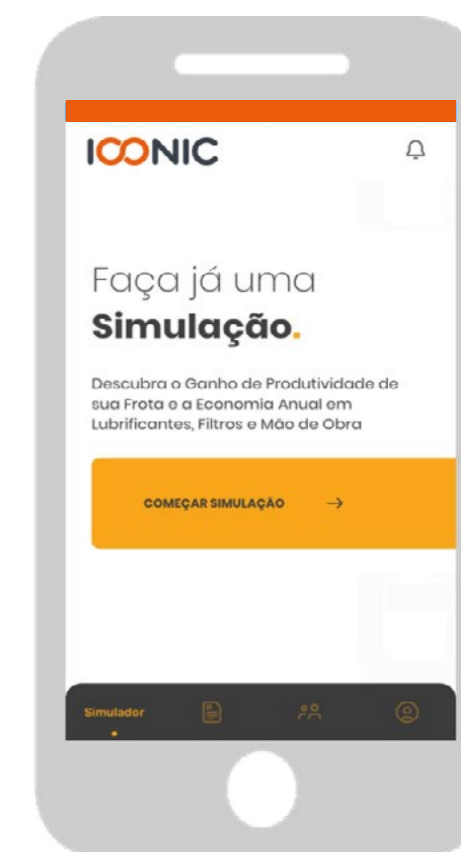 ICONIC
Faça já uma
Simulação.
Descubra o Ganho de Produtividade de
sua Frota e a Economia Anual em
Lubrificantes, Filtros e Mão de Obra
COMEÇAR SIMULAÇÃO
Simulador